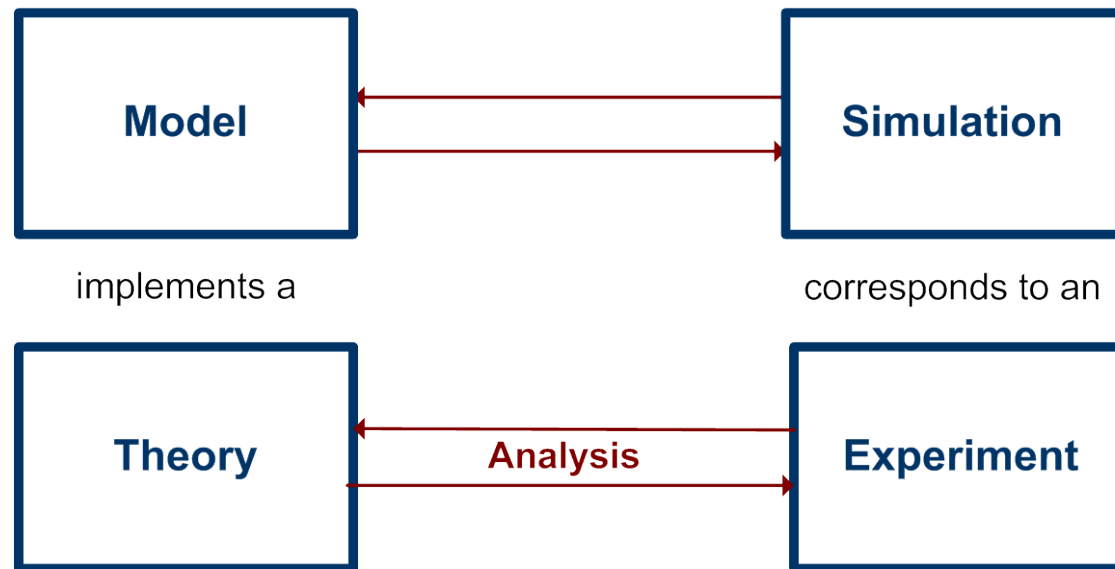 Model
Simulation
implements a
corresponds to an
Theory
Analysis
Experiment